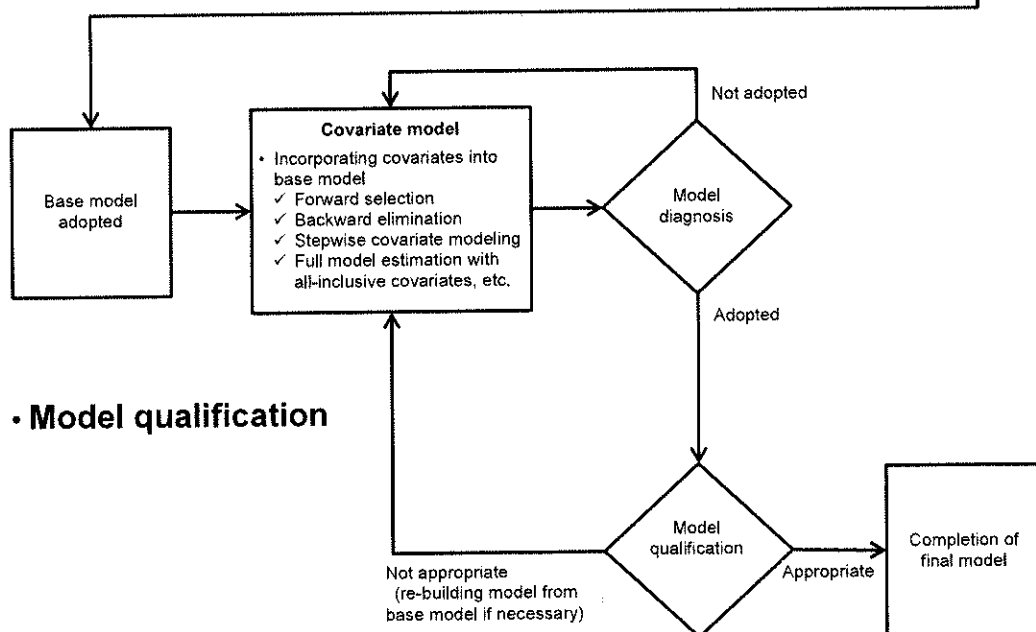 Not adopted
Covariate model
• Incorporating covariates into
base model
✓ Forward selection
✓ Backward elimination
✓ Stepwise covariate modeling
✓ Full model estimation with
all-inclusive covariates, etc.
Base model
adopted
Model
diagnosis
Adopted
• Model qualification
Model
qualification
Completion of
final model
Appropriate
Not appropriate
(re-building model from
base model if necessary)